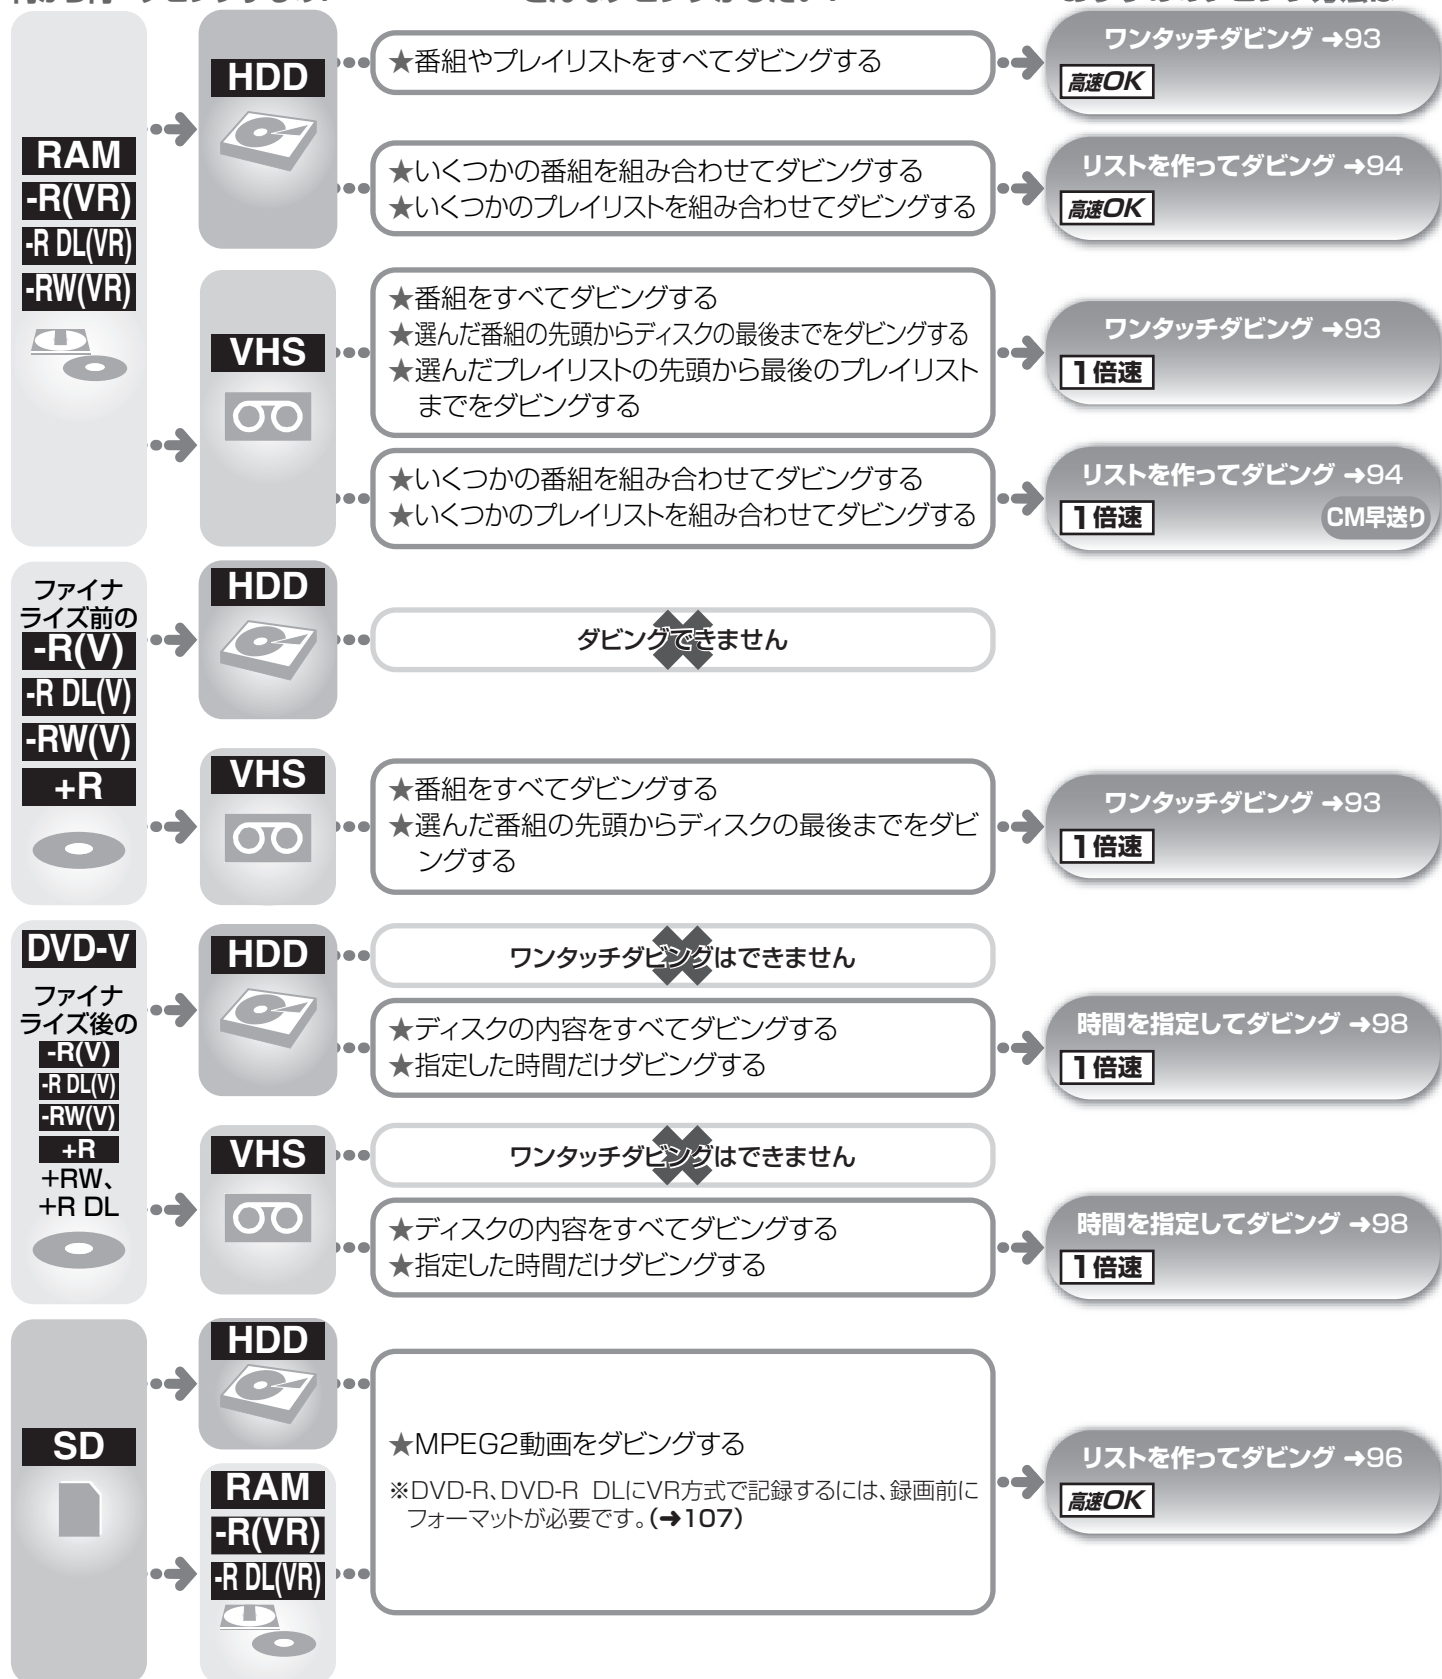 RAM
-R(VR)
-R DL(VR)
-RW(VR)
HDD
★番組やプレイリストをすべてダビングする
ワンタッチダビング ➜93
高速OK
★いくつかの番組を組み合わせてダビングする
★いくつかのプレイリストを組み合わせてダビングする
リストを作ってダビング ➜94
高速OK
VHS
★番組をすべてダビングする
★選んだ番組の先頭からディスクの最後までをダビングする
★選んだプレイリストの先頭から最後のプレイリスト
までをダビングする
ワンタッチダビング ➜93
1倍速
★いくつかの番組を組み合わせてダビングする
★いくつかのプレイリストを組み合わせてダビングする
リストを作ってダビング ➜94
1倍速
CM早送り
ファイナ
ライズ前の
-R(V)
-R DL(V)
-RW(V)
+R
HDD
ダビングできません
VHS
★番組をすべてダビングする
★選んだ番組の先頭からディスクの最後までをダビ
ングする
ワンタッチダビング ➜93
1倍速
DVD-V
ファイナ
ライズ後の
-R(V)
-R DL(V)
-RW(V)
+R
+RW、
+R DL
HDD
ワンタッチダビングはできません
★ディスクの内容をすべてダビングする
★指定した時間だけダビングする
時間を指定してダビング ➜98
1倍速
VHS
ワンタッチダビングはできません
★ディスクの内容をすべてダビングする
★指定した時間だけダビングする
時間を指定してダビング ➜98
1倍速
SD
HDD
RAM
-R(VR)
-R DL(VR)
★MPEG2動画をダビングする
※DVD-R、DVD-R DLにVR方式で記録するには、録画前に
フォーマットが必要です。(➜107)
リストを作ってダビング ➜96
高速OK